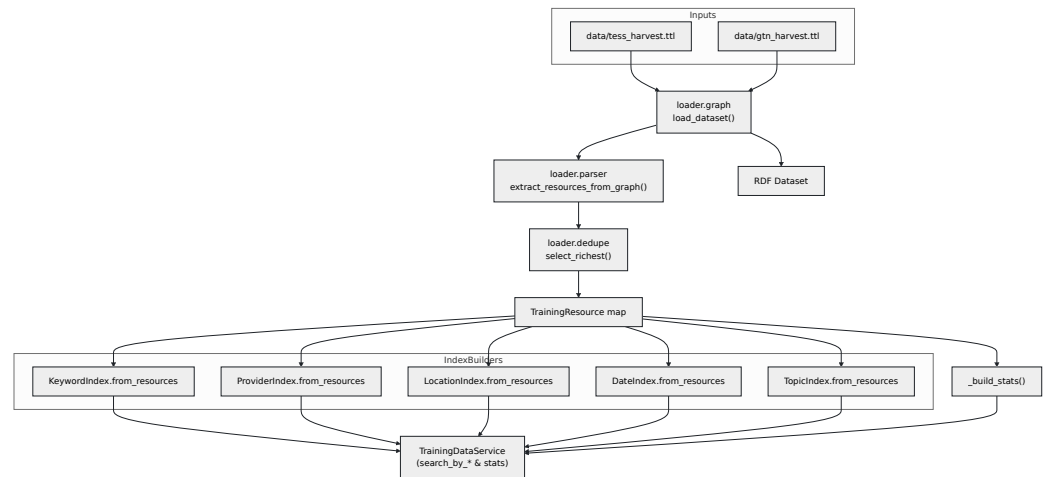 Inputs
data/tess_harvest.ttl
data/gtn_harvest.ttl
loader.graph
load_dataset()
loader.parser
extract_resources_from_graph()
RDF Dataset
loader.dedupe
select_richest()
TrainingResource map
IndexBuilders
KeywordIndex.from_resources
ProviderIndex.from_resources
LocationIndex.from_resources
DateIndex.from_resources
TopicIndex.from_resources
_build_stats()
TrainingDataService
(search_by_* & stats)